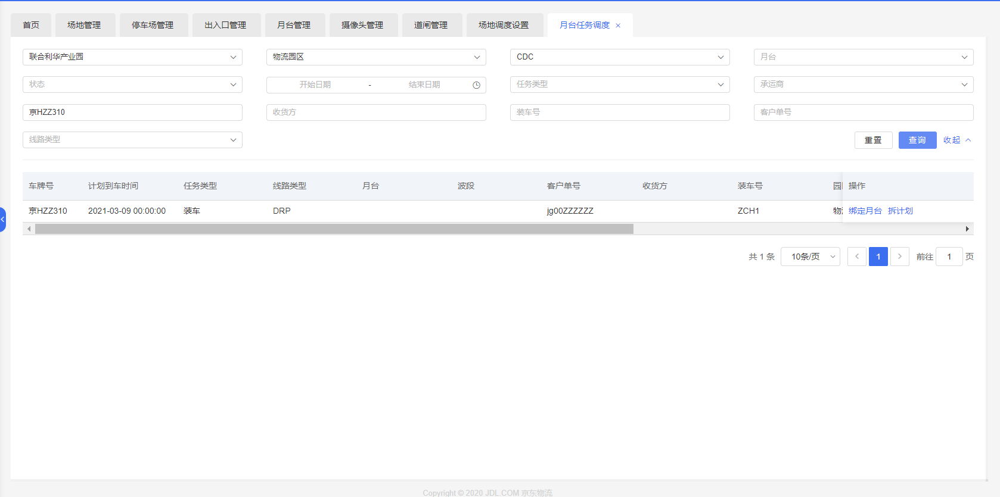 首页 场地管理 停车场管理 出入口管理 月台管理 摄像头管理 道闸管理 场地调度设置 月台任务调度 ×
联合利华产业园 物流园区 CDC 月台
状态 开始日期 - 结束日期 任务类型 承运商
京HZZ310 收货方 装车号 客户单号
线路类型 重置 查询 收起
车牌号 计划到车时间 任务类型 线路类型 月台 波段 客户单号 收货方 装车号 园 操作
京HZZ310 2021-03-09 00:00:00 装车 DRP jg00ZZZZZZ ZCH1 物 绑定月台 拆计划
共 1 条 10条/页 < 1 > 前往 1 页
Copyright © 2020 JDL.COM 京东物流